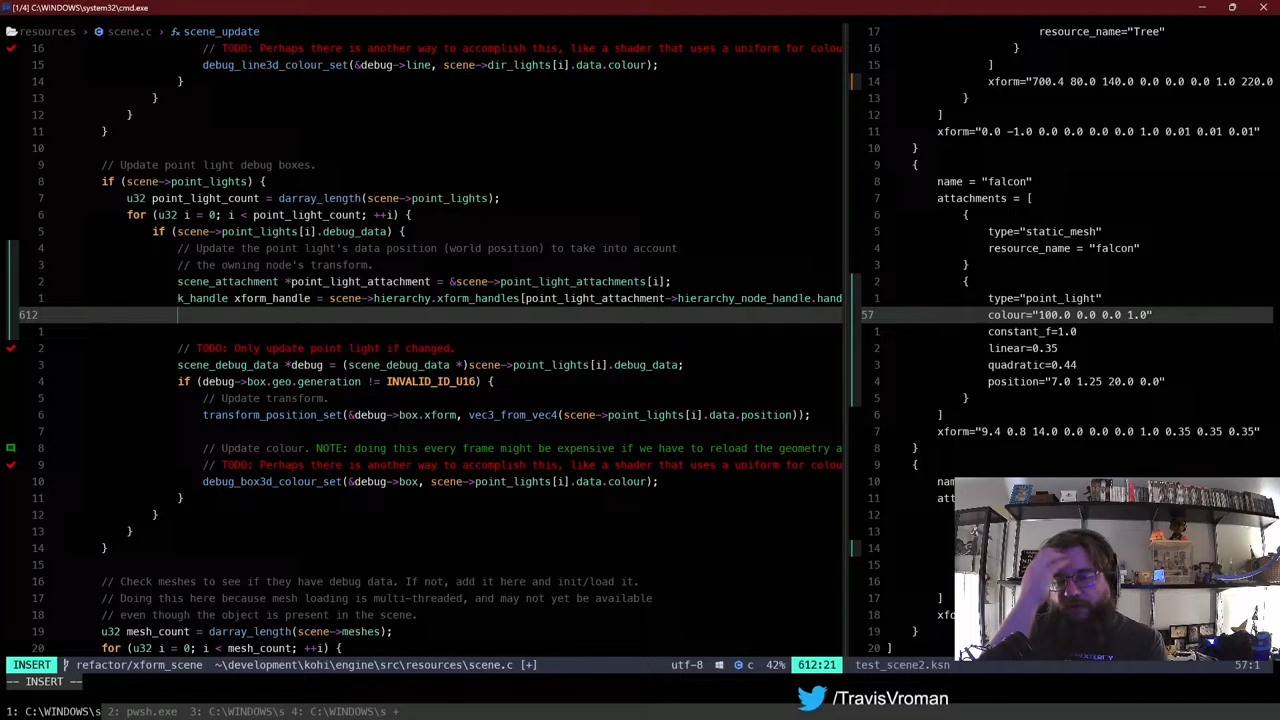 [1/4] C:\WINDOWS\system32\cmd.exe
resources > scene.c > scene_update
16 // TODO: Perhaps there is another way to accomplish this, like a shader that uses a uniform for colou
15 debug_line3d_colour_set(&debug->line, scene->dir_lights[i].data.colour);
14 }
13 }
12 }
11 }
10
9 // Update point light debug boxes.
8 if (scene->point_lights) {
7 u32 point_light_count = darray_length(scene->point_lights);
6 for (u32 i = 0; i < point_light_count; ++i) {
5 if (scene->point_lights[i].debug_data) {
4 // Update the point light's data position (world position) to take into account
3 // the owning node's transform.
2 scene_attachment *point_light_attachment = &scene->point_light_attachments[i];
1 k_handle xform_handle = scene->hierarchy.xform_handles[point_light_attachment->hierarchy_node_handle.hand
612
1
2 // TODO: Only update point light if changed.
3 scene_debug_data *debug = (scene_debug_data *)scene->point_lights[i].debug_data;
4 if (debug->box.geo.generation != INVALID_ID_U16) {
5 // Update transform.
6 transform_position_set(&debug->box.xform, vec3_from_vec4(scene->point_lights[i].data.position));
7
8 // Update colour. NOTE: doing this every frame might be expensive if we have to reload the geometry a
9 // TODO: Perhaps there is another way to accomplish this, like a shader that uses a uniform for colou
10 debug_box3d_colour_set(&debug->box, scene->point_lights[i].data.colour);
11 }
12 }
13 }
14 }
15
16 // Check meshes to see if they have debug data. If not, add it here and init/load it.
17 // Doing this here because mesh loading is multi-threaded, and may not yet be available
18 // even though the object is present in the scene.
19 u32 mesh_count = darray_length(scene->meshes);
20 for (u32 i = 0; i < mesh_count; ++i) {
17 resource_name="Tree"
16 }
15 ]
14 xform="700.4 80.0 140.0 0.0 0.0 0.0 1.0 220.0
13 }
12 ]
11 xform="0.0 -1.0 0.0 0.0 0.0 0.0 1.0 0.01 0.01 0.01"
10 }
9 {
8 name = "falcon"
7 attachments = [
6 {
5 type="static_mesh"
4 resource_name = "falcon"
3 }
2 {
1 type="point_light"
57 colour="100.0 0.0 0.0 1.0"
1 constant_f=1.0
2 linear=0.35
3 quadratic=0.44
4 position="7.0 1.25 20.0 0.0"
5 }
6 ]
7 xform="9.4 0.8 14.0 0.0 0.0 0.0 1.0 0.35 0.35 0.35"
8 }
9 {
10 na
11 att
12
13
14
15
16
17 ]
18 xf
19 }
20 ]
INSERT refactor/xform_scene ~\development\kohi\engine\src\resources\scene.c [+] utf-8 c 42% 612:21 test_scene2.ksn 57:1
-- INSERT --
/TravisVroman
1: C:\WINDOWS\s 2: pwsh.exe 3: C:\WINDOWS\s 4: C:\WINDOWS\s +